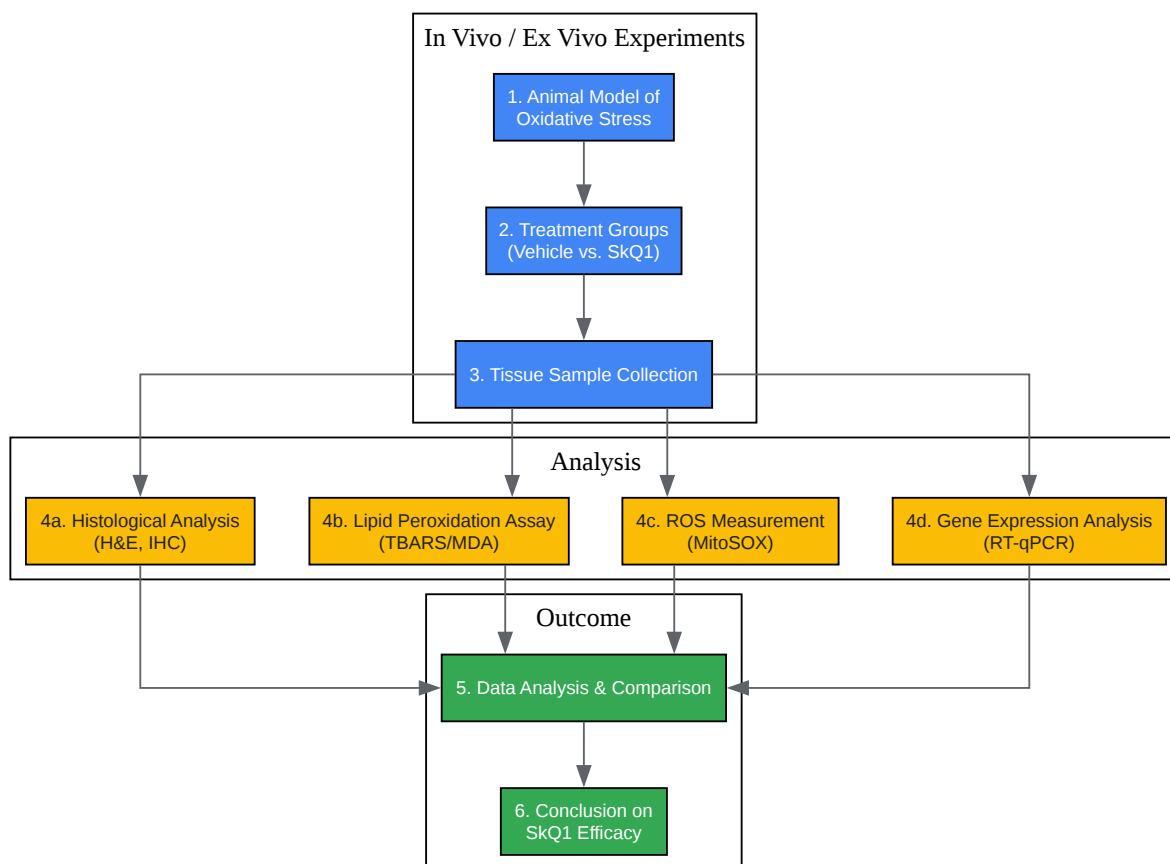 In Vivo / Ex Vivo Experiments
1. Animal Model of
Oxidative Stress
2. Treatment Groups
(Vehicle vs. SkQ1)
3. Tissue Sample Collection
Analysis
4a. Histological Analysis
(H&E, IHC)
4b. Lipid Peroxidation Assay
(TBARS/MDA)
4c. ROS Measurement
(MitoSOX)
4d. Gene Expression Analysis
(RT-qPCR)
Outcome
5. Data Analysis & Comparison
6. Conclusion on
SkQ1 Efficacy